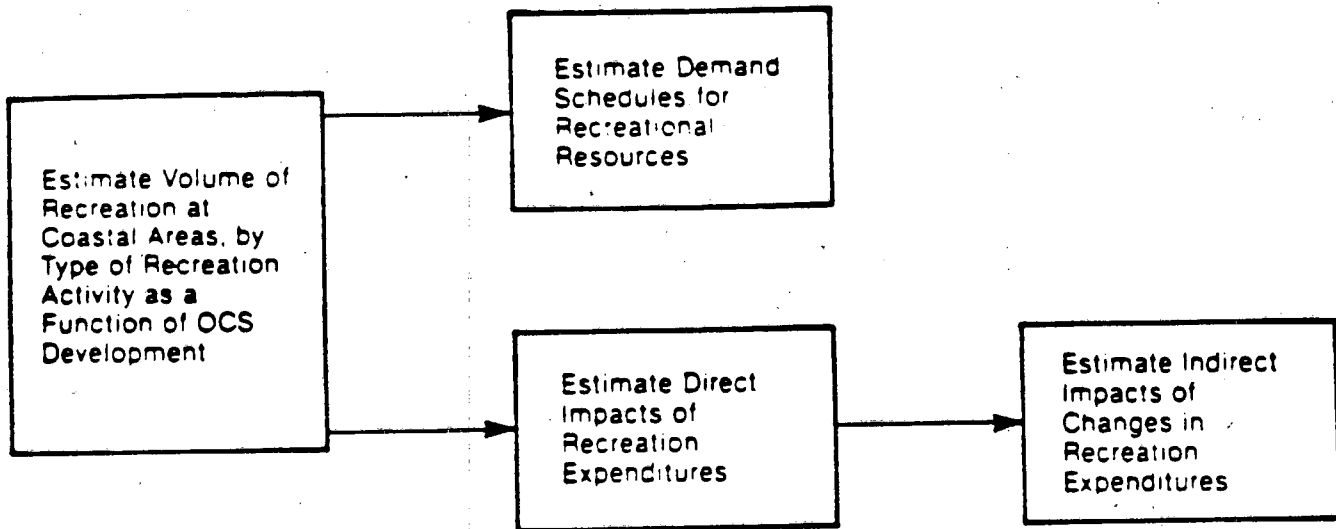 Estimate Volume of
Recreation at
Coastal Areas, by
Type of Recreation
Activity as a
Function of OCS
Development
Estimate Demand
Schedules for
Recreational
Resources
Estimate Direct
Impacts of
Recreation
Expenditures
Estimate Indirect
Impacts of
Changes in
Recreation
Expenditures